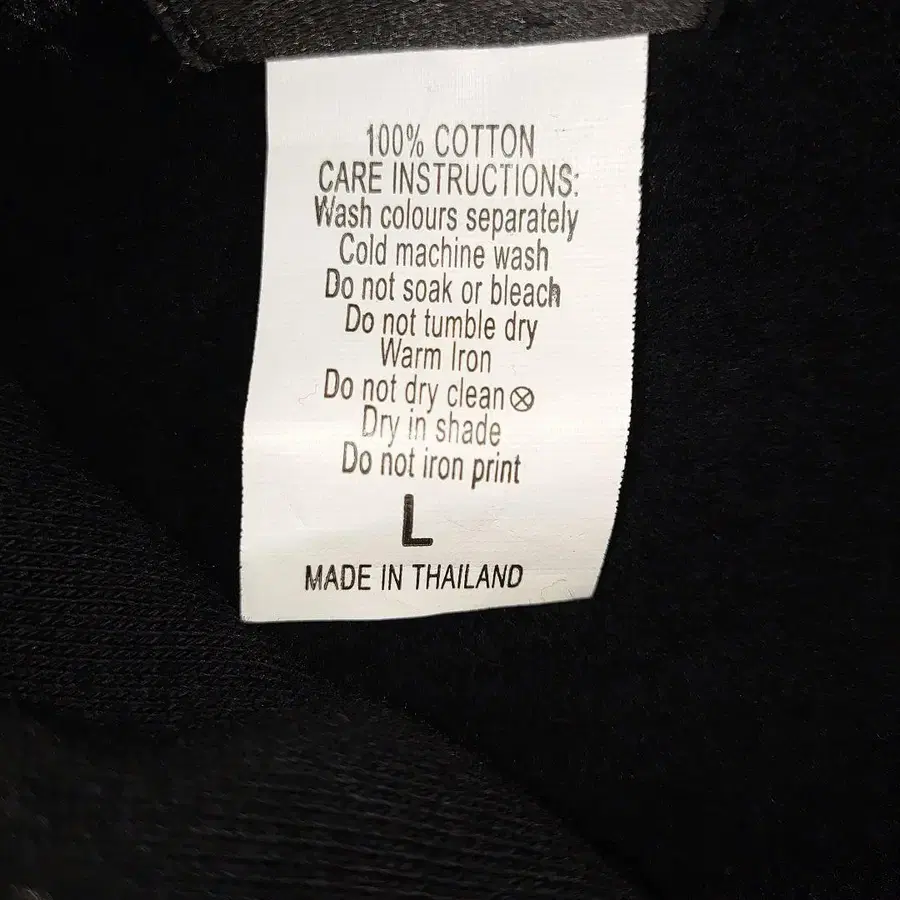 100% COTTON
CARE INSTRUCTIONS:
Wash colours separately
Cold machine wash
Do not soak or bleach
Do not tumble dry
Warm Iron
Do not dry clean ⊗
Dry in shade
Do not iron print
L
MADE IN THAILAND